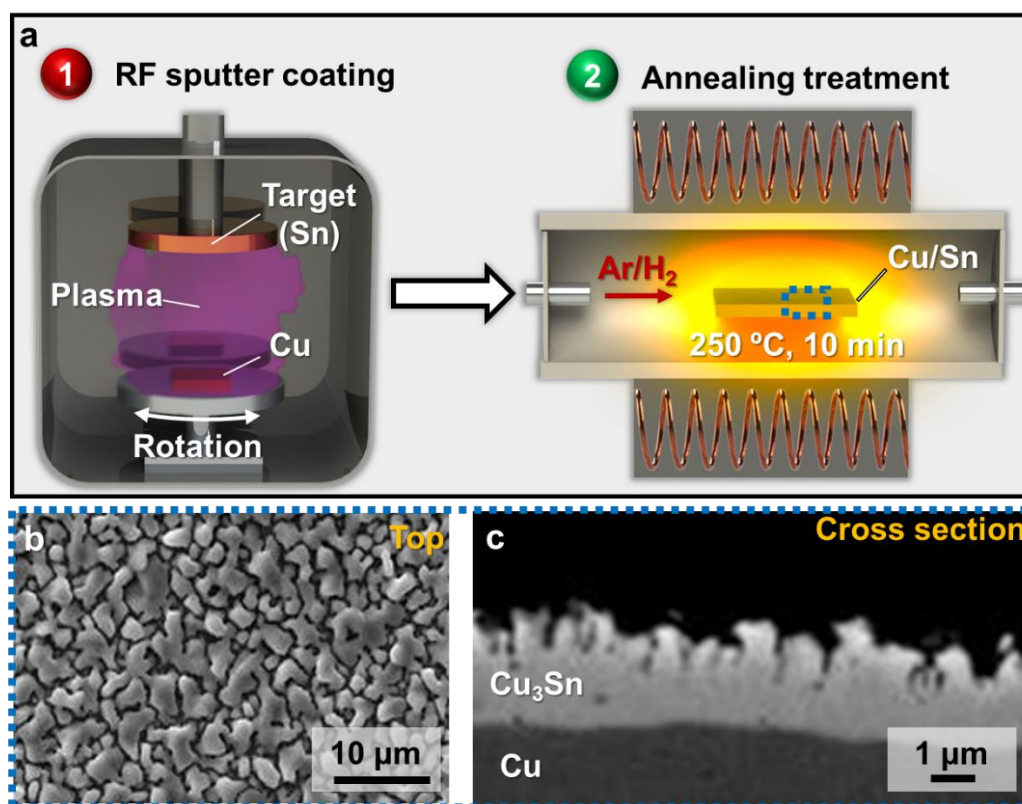 a
1 RF sputter coating
2 Annealing treatment
Target
(Sn)
Plasma
Cu
Rotation
Ar/H₂
Cu/Sn
250 ºC, 10 min
b
Top
10 µm
c
Cross section
Cu₃Sn
Cu
1 µm